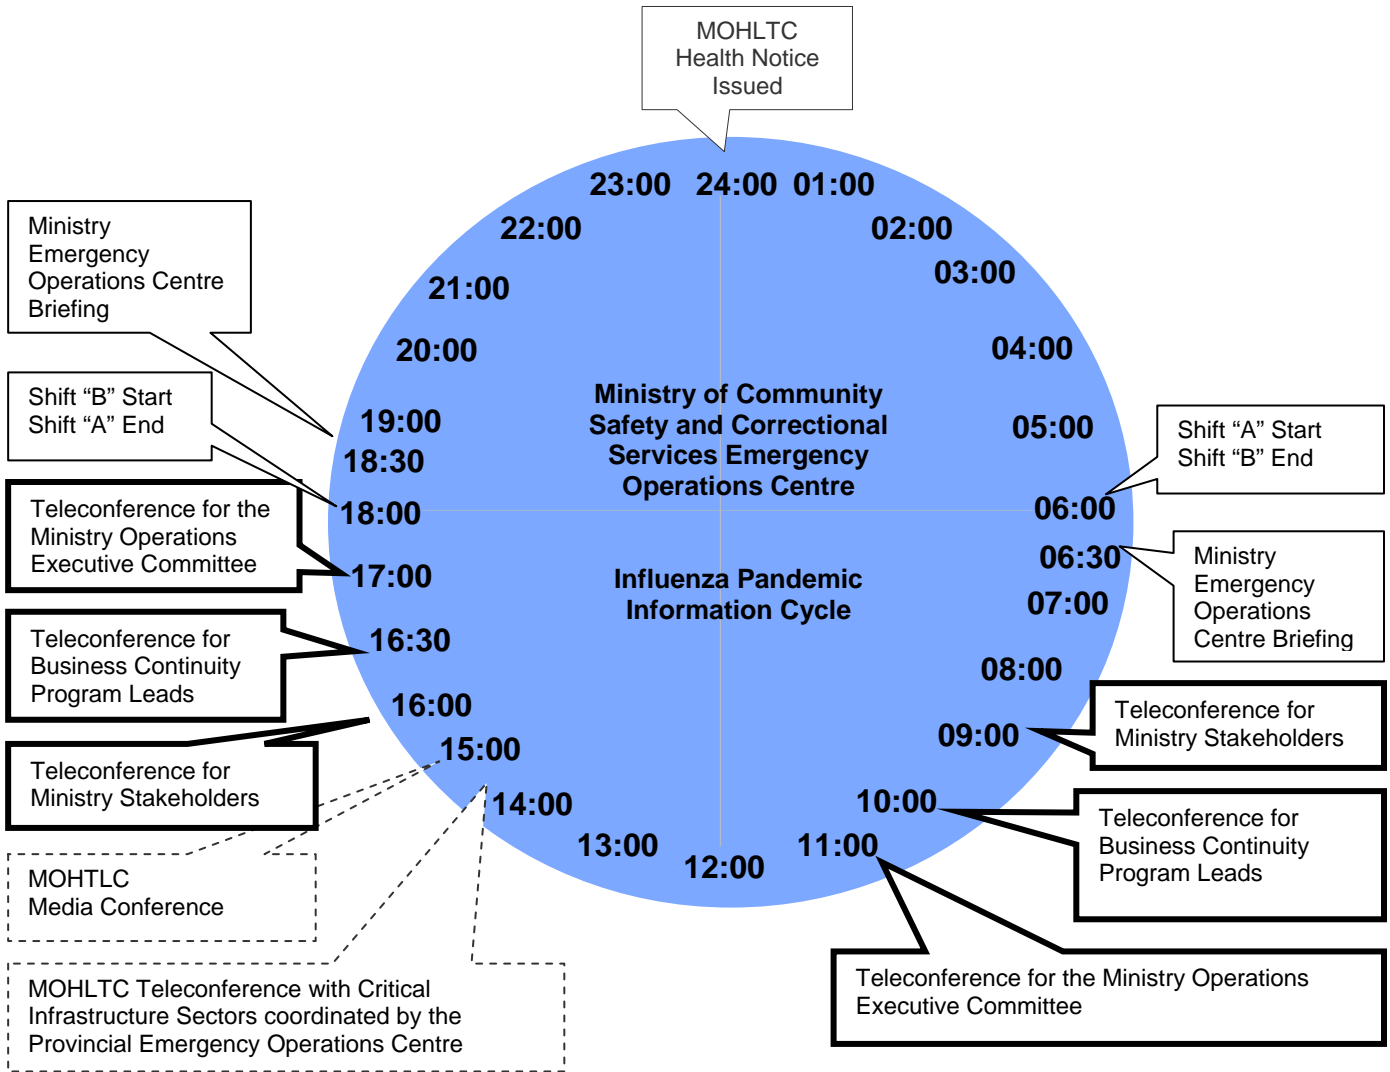 MOHLTC
Health Notice
Issued
23:00 24:00 01:00
22:00
02:00
21:00
03:00
20:00
04:00
19:00
05:00
18:30
18:00
06:00
17:00
06:30
07:00
16:30
08:00
16:00
09:00
15:00
10:00
14:00
11:00
13:00
12:00
Ministry
Emergency
Operations Centre
Briefing
Shift “B” Start
Shift “A” End
Ministry of Community
Safety and Correctional
Services Emergency
Operations Centre
Influenza Pandemic
Information Cycle
Shift “A” Start
Shift “B” End
Ministry
Emergency
Operations
Centre Briefing
Teleconference for the
Ministry Operations
Executive Committee
Teleconference for
Business Continuity
Program Leads
Teleconference for
Ministry Stakeholders
Teleconference for
Ministry Stakeholders
Teleconference for
Business Continuity
Program Leads
MOHTLC
Media Conference
Teleconference for the Ministry Operations
Executive Committee
MOHLTC Teleconference with Critical
Infrastructure Sectors coordinated by the
Provincial Emergency Operations Centre